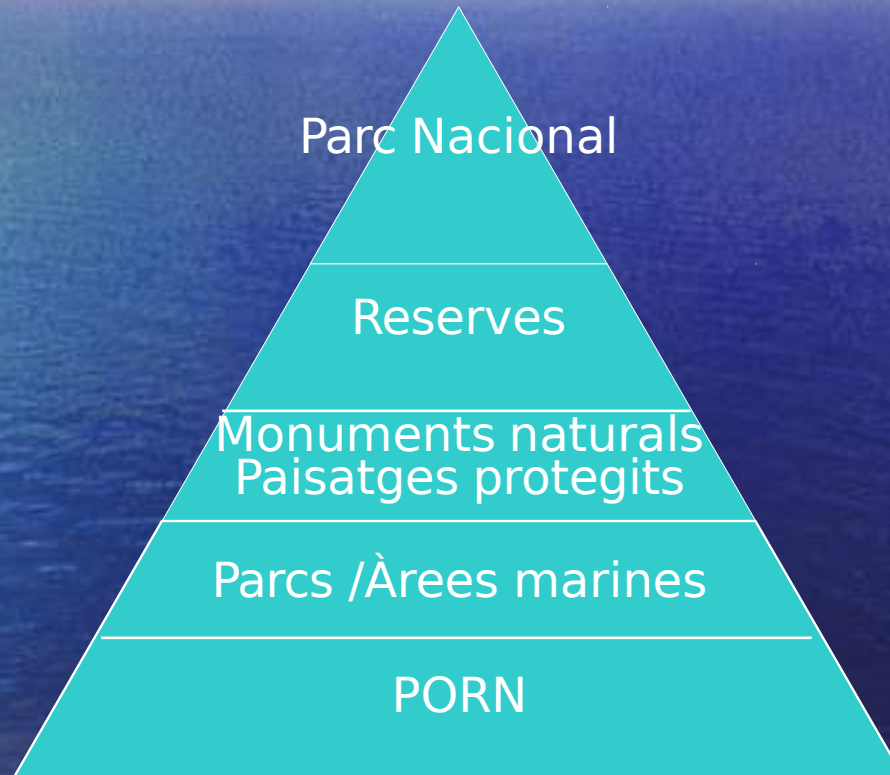 Parc Nacional
Reserves
Monuments naturals
Paisatges protegits
Parcs /Àrees marines
PORN